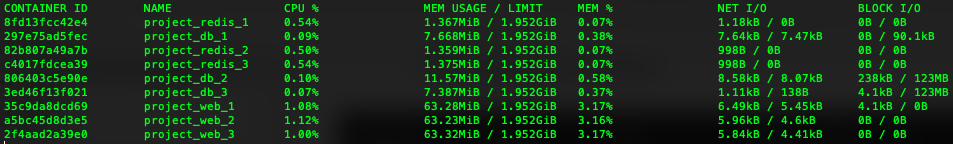 CONTAINER ID NAME CPU % MEM USAGE / LIMIT MEM % NET I/O BLOCK I/O
8fd13fcc42e4 project_redis_1 0.54% 1.367MiB / 1.952GiB 0.07% 1.18kB / 0B 0B / 0B
297e75ad5fec project_db_1 0.09% 7.668MiB / 1.952GiB 0.38% 7.64kB / 7.47kB 0B / 90.1kB
82b807a49a7b project_redis_2 0.50% 1.359MiB / 1.952GiB 0.07% 998B / 0B 0B / 0B
c4017fdcea39 project_redis_3 0.54% 1.375MiB / 1.952GiB 0.07% 998B / 0B 0B / 0B
806403c5e90e project_db_2 0.10% 11.57MiB / 1.952GiB 0.58% 8.58kB / 8.07kB 238kB / 123MB
3ed46f13f021 project_db_3 0.07% 7.387MiB / 1.952GiB 0.37% 1.11kB / 138B 4.1kB / 123MB
35c9da8dcd69 project_web_1 1.08% 63.28MiB / 1.952GiB 3.17% 6.49kB / 5.45kB 4.1kB / 0B
a5bc45d8d3e5 project_web_2 1.12% 63.23MiB / 1.952GiB 3.16% 5.96kB / 4.6kB 0B / 0B
2f4aad2a39e0 project_web_3 1.00% 63.32MiB / 1.952GiB 3.17% 5.84kB / 4.41kB 0B / 0B